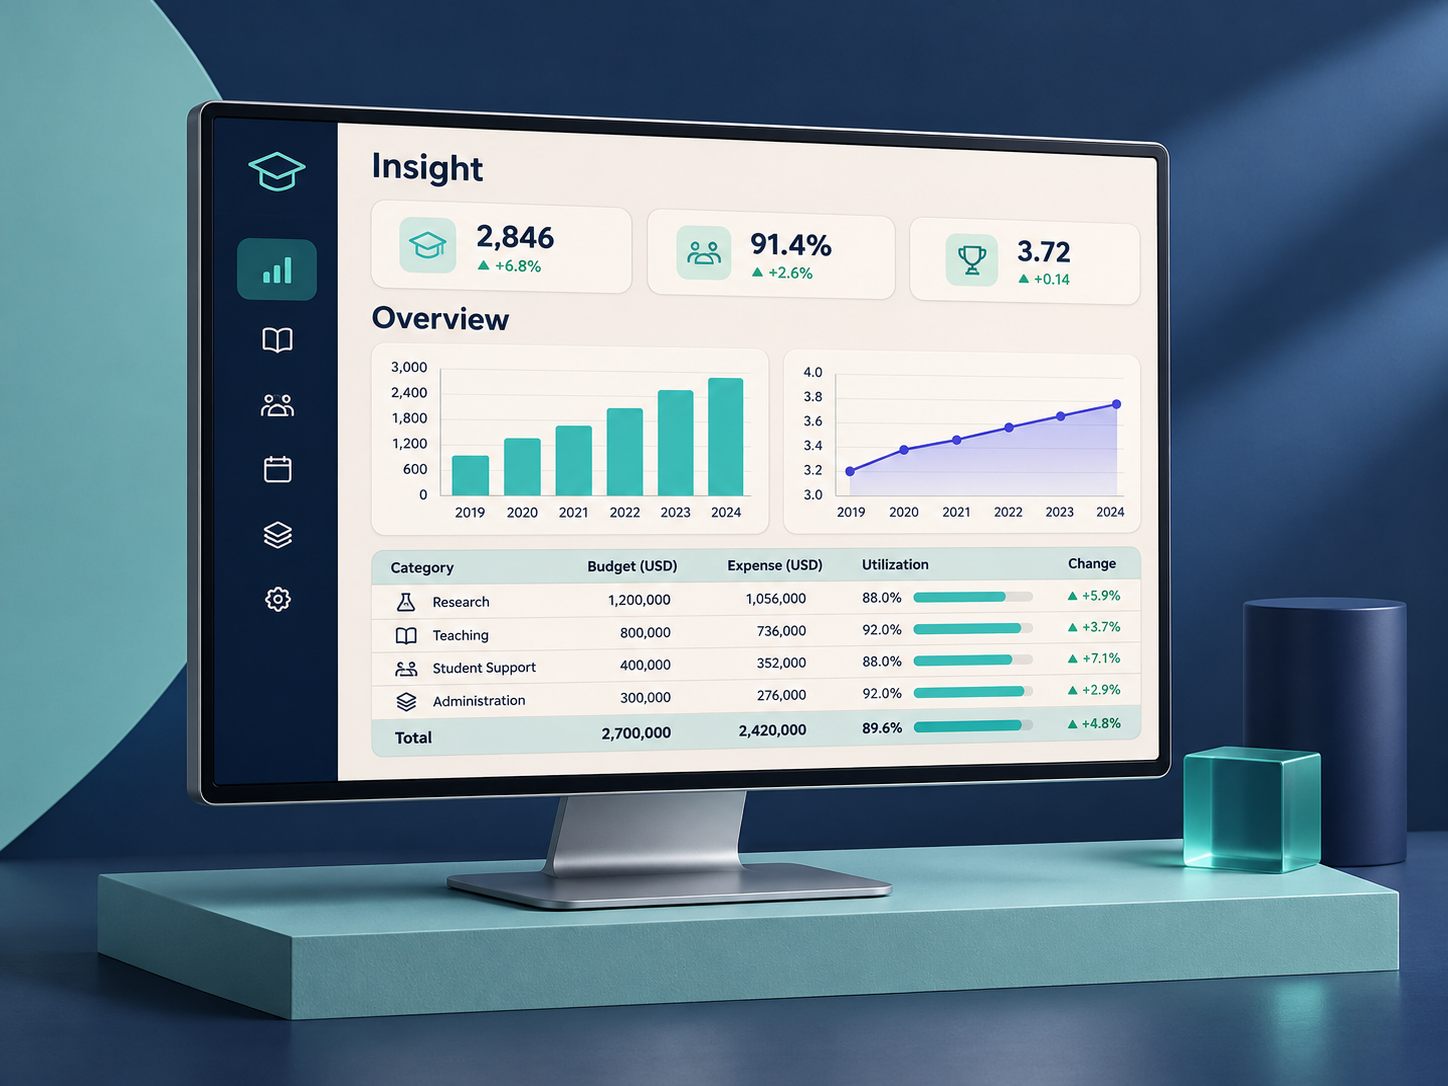 Insight
2,846
▲ +6.8%
91.4%
▲ +2.6%
3.72
▲ +0.14
Overview
3,000
2,400
1,800
1,200
600
0
2019 2020 2021 2022 2023 2024
4.0
3.8
3.6
3.4
3.2
3.0
2019 2020 2021 2022 2023 2024
Category Budget (USD) Expense (USD) Utilization Change
Research 1,200,000 1,056,000 88.0% ▲ +5.9%
Teaching 800,000 736,000 92.0% ▲ +3.7%
Student Support 400,000 352,000 88.0% ▲ +7.1%
Administration 300,000 276,000 92.0% ▲ +2.9%
Total 2,700,000 2,420,000 89.6% ▲ +4.8%